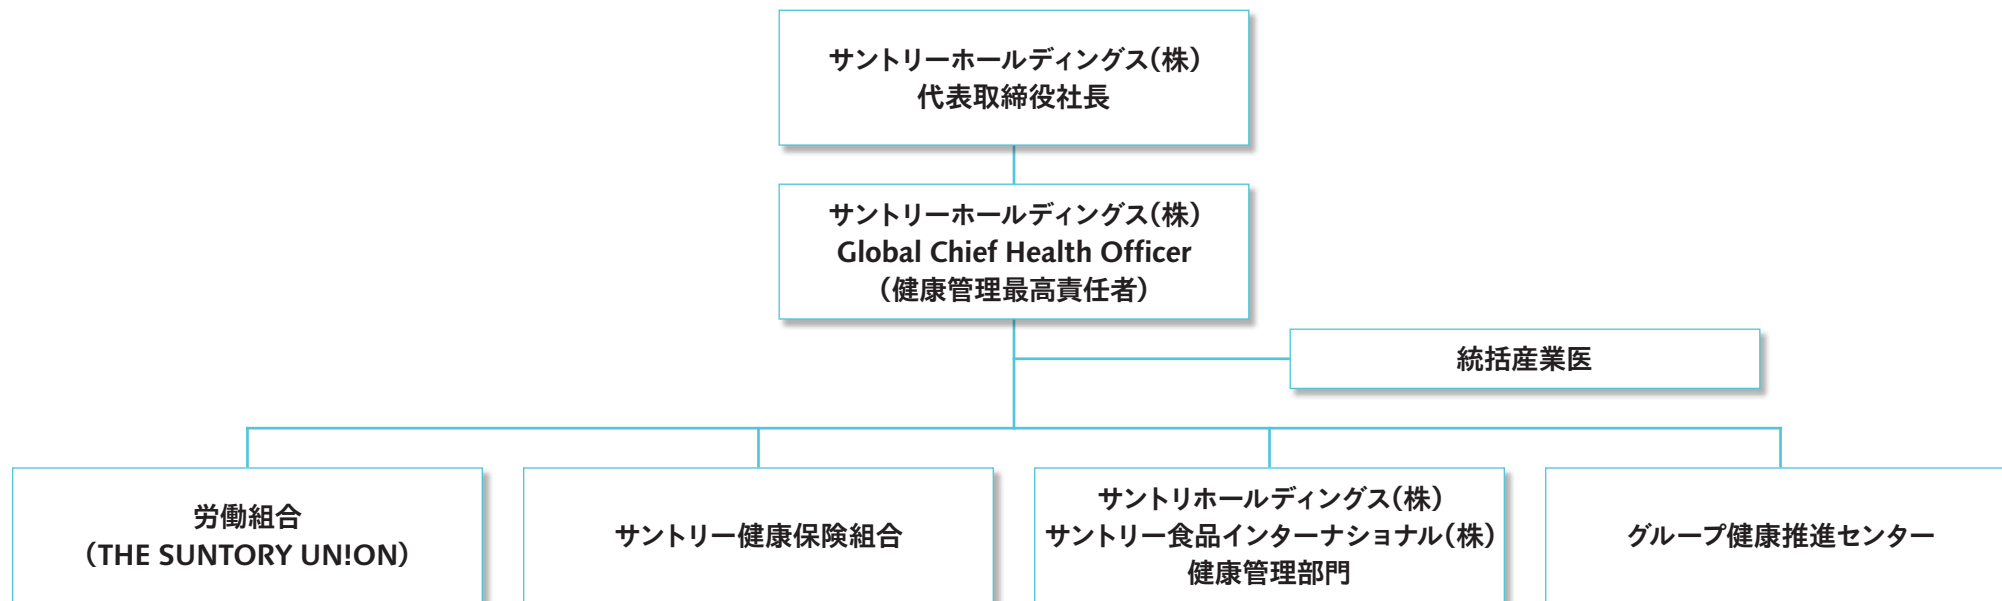 サントリーホールディングス（株）
代表取締役社長
サントリーホールディングス（株）
Global Chief Health Officer
（健康管理最高責任者）
統括産業医
労働組合
（THE SUNTORY UN!ON）
サントリー健康保険組合
サントリホールディングス（株）
サントリー食品インターナショナル（株）
健康管理部門
グループ健康推進センター